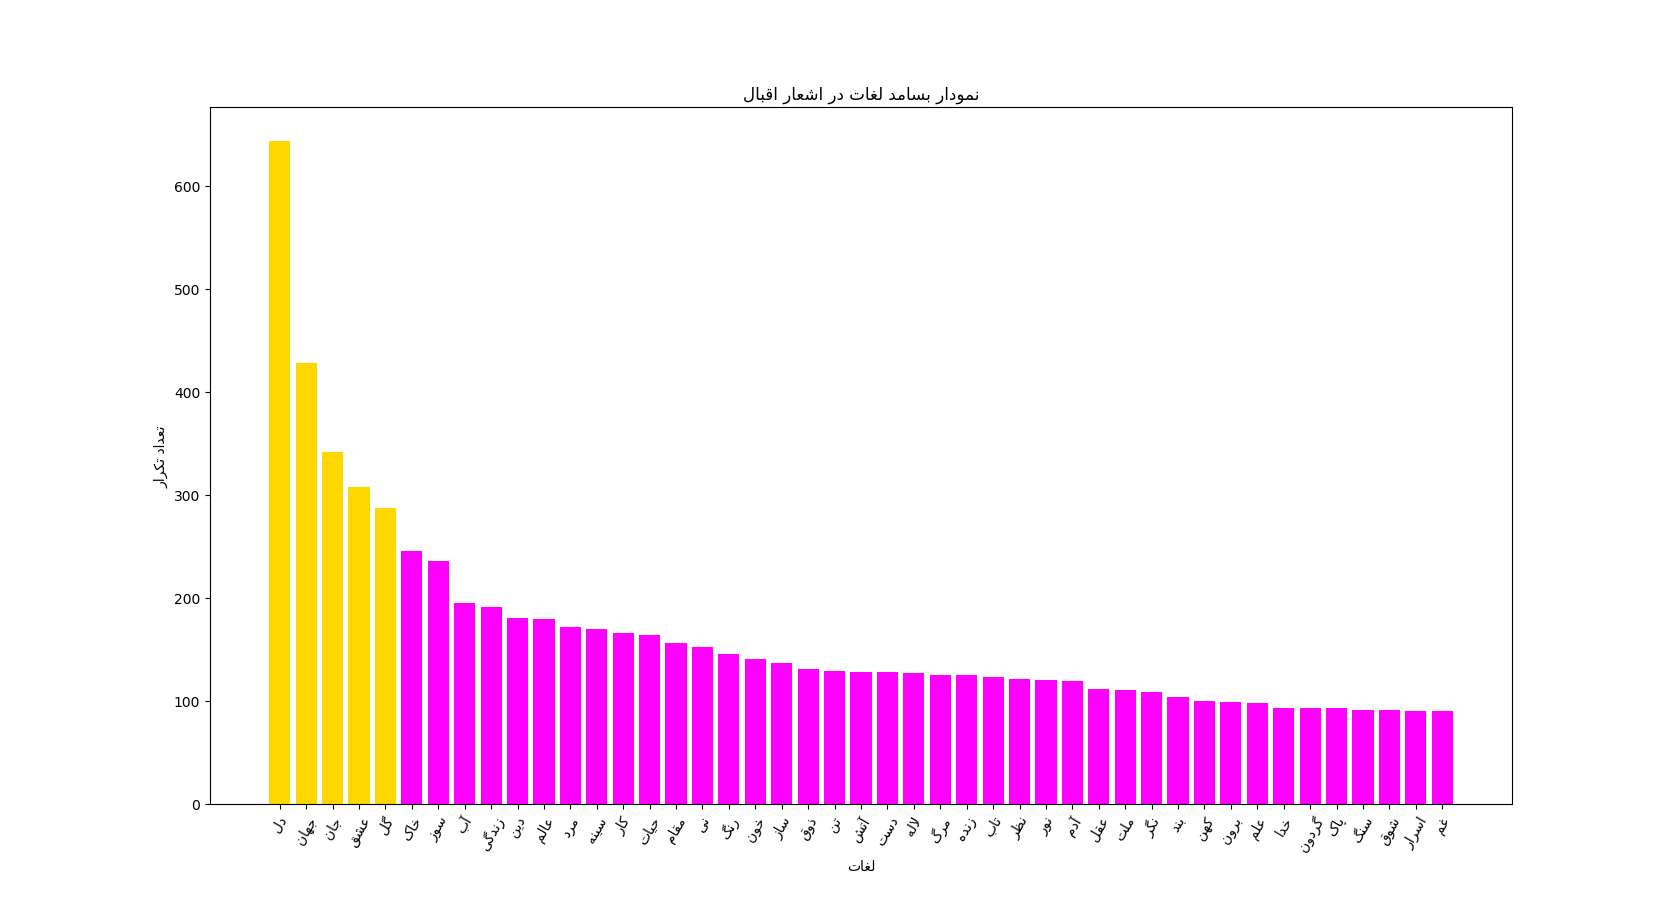 نمودار بسامد لغات در اشعار اقبال
600
500
400
300
200
100
0
تعداد تکرار
دل
جهان
جان
عشق
گل
خاک
سوز
آب
زندگی
دین
عالم
مرد
سینه
کار
حیات
مقام
نی
رنگ
خون
ساز
ذوق
تن
آتش
دست
لاله
مرگ
زنده
تاب
نظر
نور
آدم
عقل
ملت
نگر
بند
کهن
برون
علم
خدا
گردون
پاک
سنگ
شوق
اسرار
غم
لغات